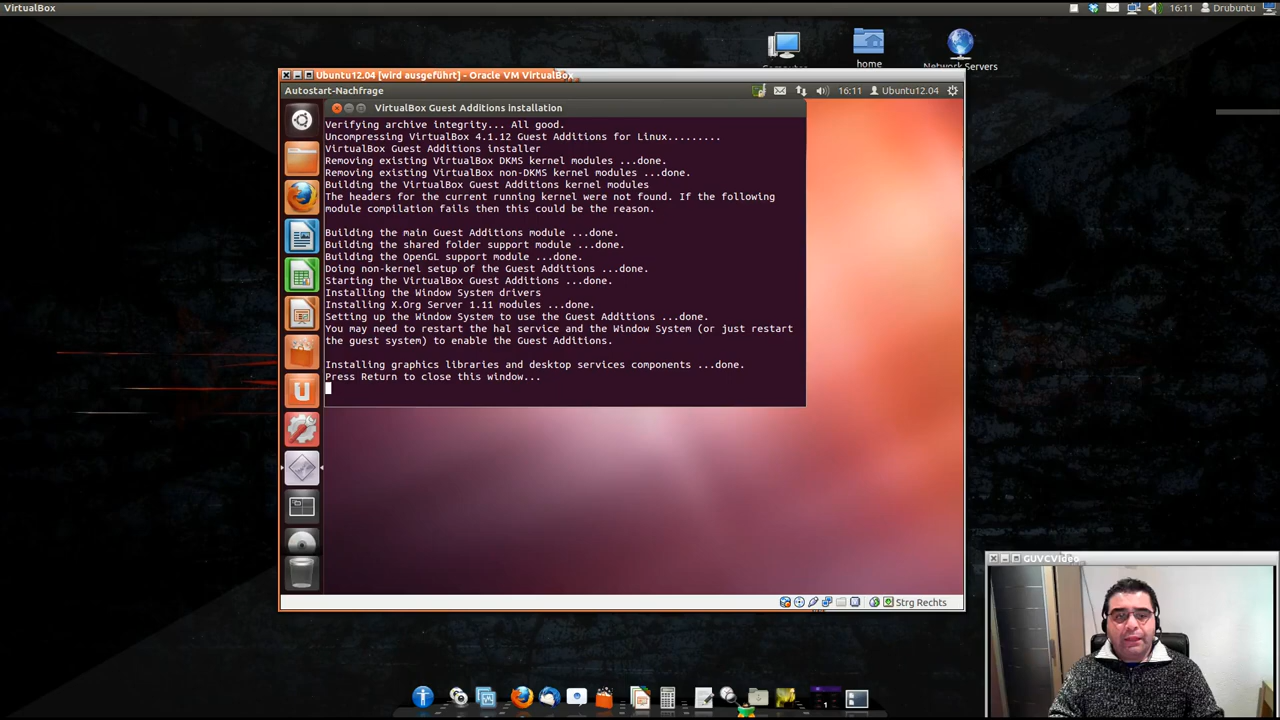 VirtualBox
16:11
Drubuntu
home
Network Servers
Ubuntu12.04 [wird ausgeführt] - Oracle VM VirtualBox
Autostart-Nachfrage
16:11
Ubuntu12.04
VirtualBox Guest Additions installation
Verifying archive integrity... All good.
Uncompressing VirtualBox 4.1.12 Guest Additions for Linux.........
VirtualBox Guest Additions installer
Removing existing VirtualBox DKMS kernel modules ...done.
Removing existing VirtualBox non-DKMS kernel modules ...done.
Building the VirtualBox Guest Additions kernel modules
The headers for the current running kernel were not found. If the following
module compilation fails then this could be the reason.
Building the main Guest Additions module ...done.
Building the shared folder support module ...done.
Building the OpenGL support module ...done.
Doing non-kernel setup of the Guest Additions ...done.
Starting the VirtualBox Guest Additions ...done.
Installing the Window System drivers
Installing X.Org Server 1.11 modules ...done.
Setting up the Window System to use the Guest Additions ...done.
You may need to restart the hal service and the Window System (or just restart
the guest system) to enable the Guest Additions.
Installing graphics libraries and desktop services components ...done.
Press Return to close this window...
GUVCVideo
Strg Rechts
1